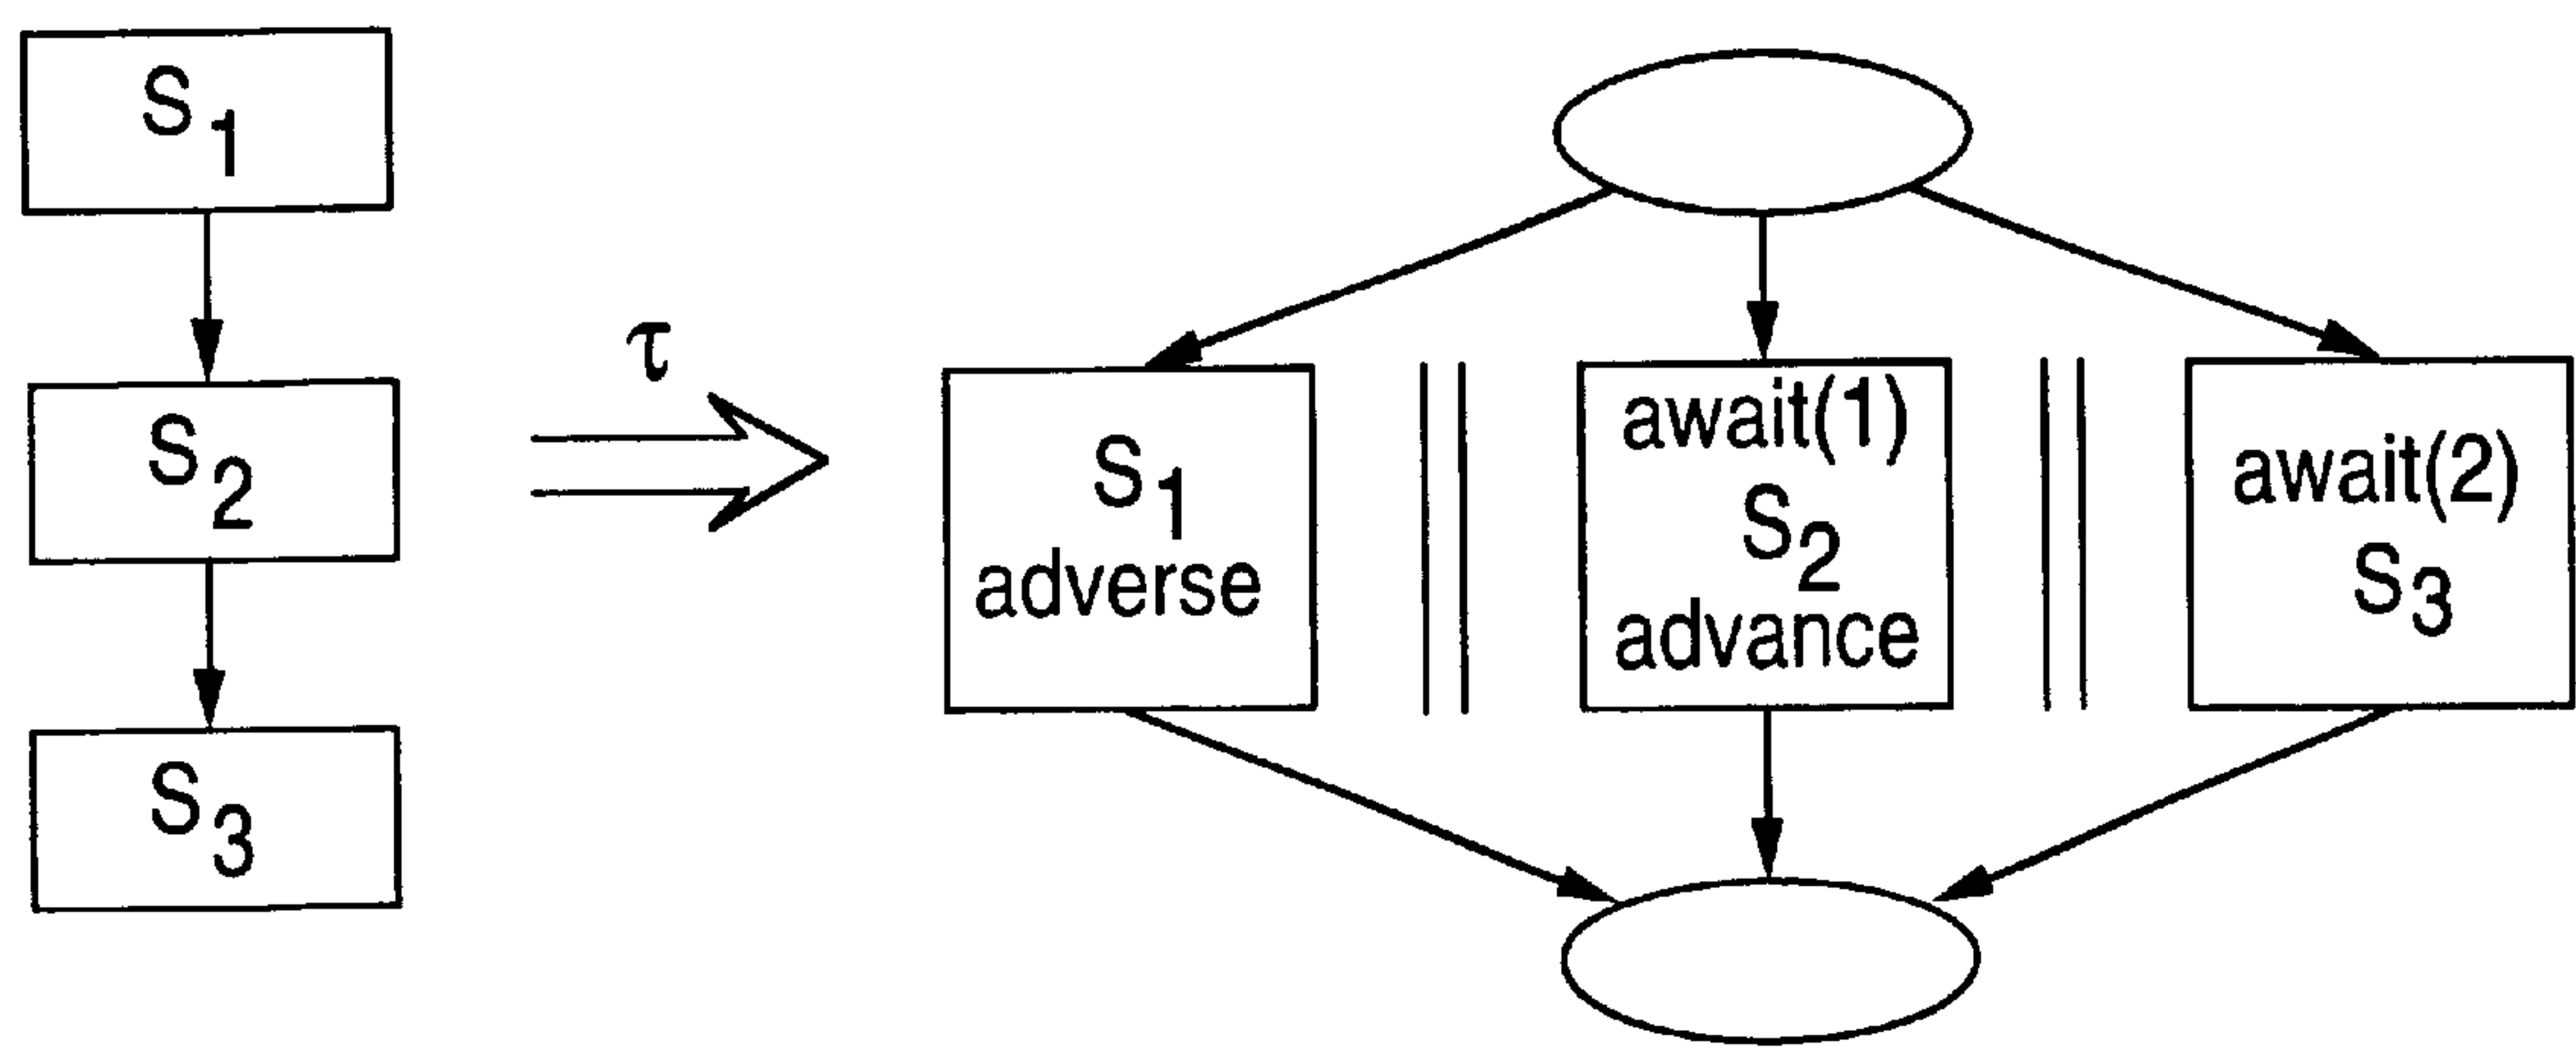 S1
S2
S3
τ
S1
adverse
await(1)
S2
advance
await(2)
S3